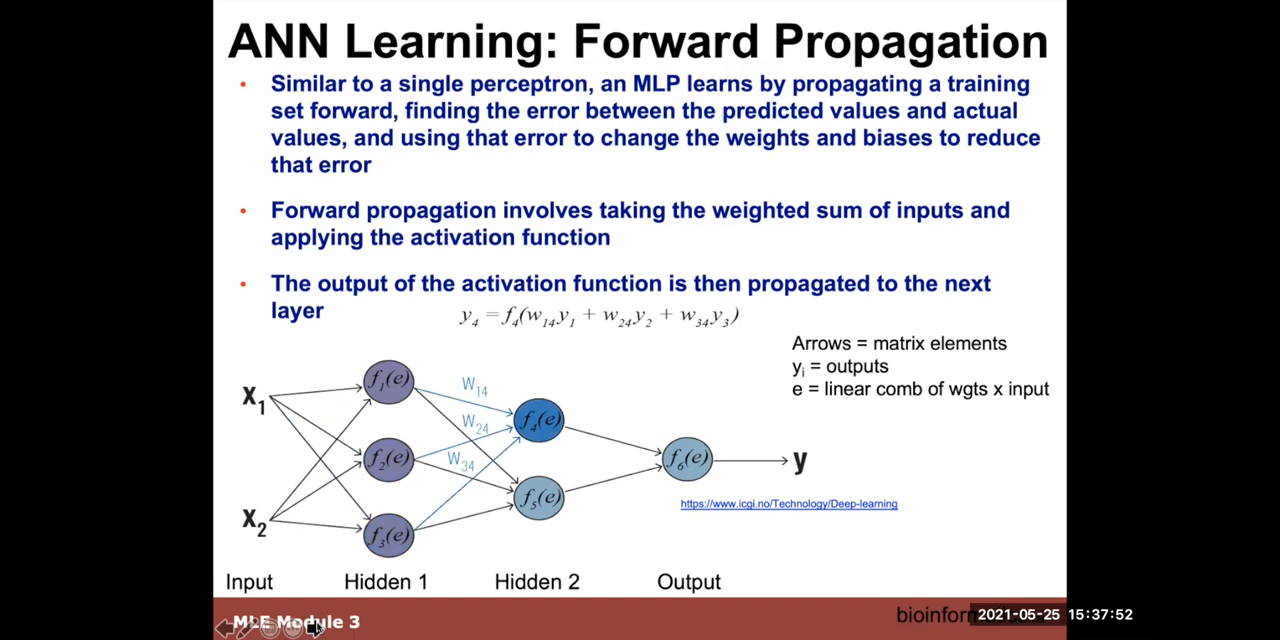 ANN Learning: Forward Propagation
• Similar to a single perceptron, an MLP learns by propagating a training
set forward, finding the error between the predicted values and actual
values, and using that error to change the weights and biases to reduce
that error
• Forward propagation involves taking the weighted sum of inputs and
applying the activation function
• The output of the activation function is then propagated to the next
layer
y₄ = f₄(w₁₄y₁ + w₂₄y₂ + w₃₄y₃)
Arrows = matrix elements
yᵢ = outputs
e = linear comb of wgts x input
x₁
x₂
f₁(e)
f₂(e)
f₃(e)
W₁₄
W₂₄
W₃₄
f₄(e)
f₅(e)
f₆(e)
y
https://www.icgi.no/Technology/Deep-learning
Input
Hidden 1
Hidden 2
Output
MLE Module 3
bioinfor
2021-05-25 15:37:52